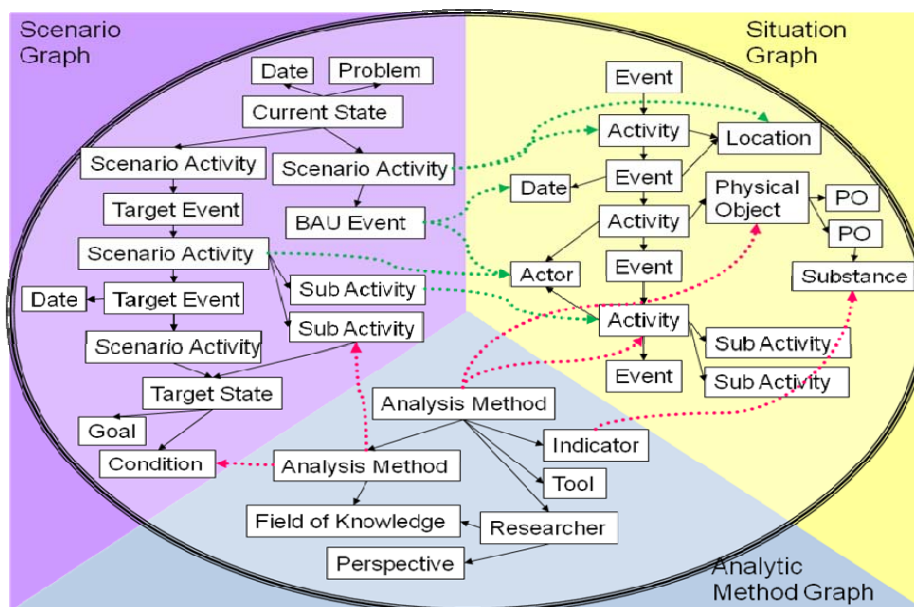 Scenario
Graph
Situation
Graph
Date
Problem
Current State
Scenario Activity
Scenario Activity
Target Event
BAU Event
Scenario Activity
Sub Activity
Date
Target Event
Sub Activity
Scenario Activity
Target State
Goal
Condition
Event
Activity
Location
Date
Event
Physical
Object
PO
Activity
PO
Actor
Event
Substance
Activity
Sub Activity
Event
Sub Activity
Analysis Method
Indicator
Analysis Method
Tool
Field of Knowledge
Researcher
Perspective
Analytic
Method Graph